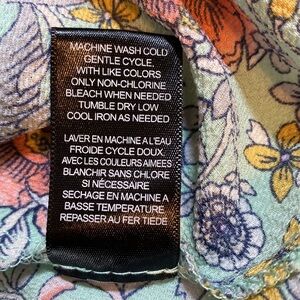 MACHINE WASH COLD
GENTLE CYCLE,
WITH LIKE COLORS
ONLY NON-CHLORINE
BLEACH WHEN NEEDED
TUMBLE DRY LOW
COOL IRON AS NEEDED
LAVER EN MACHINE A L'EAU
FROIDE CYCLE DOUX.
AVEC LES COULEURS AIMEES
BLANCHIR SANS CHLORE
SI NÉCESSAIRE
SECHAGE EN MACHINE A
BASSE TEMPERATURE.
REPASSER AU FER TIEDE